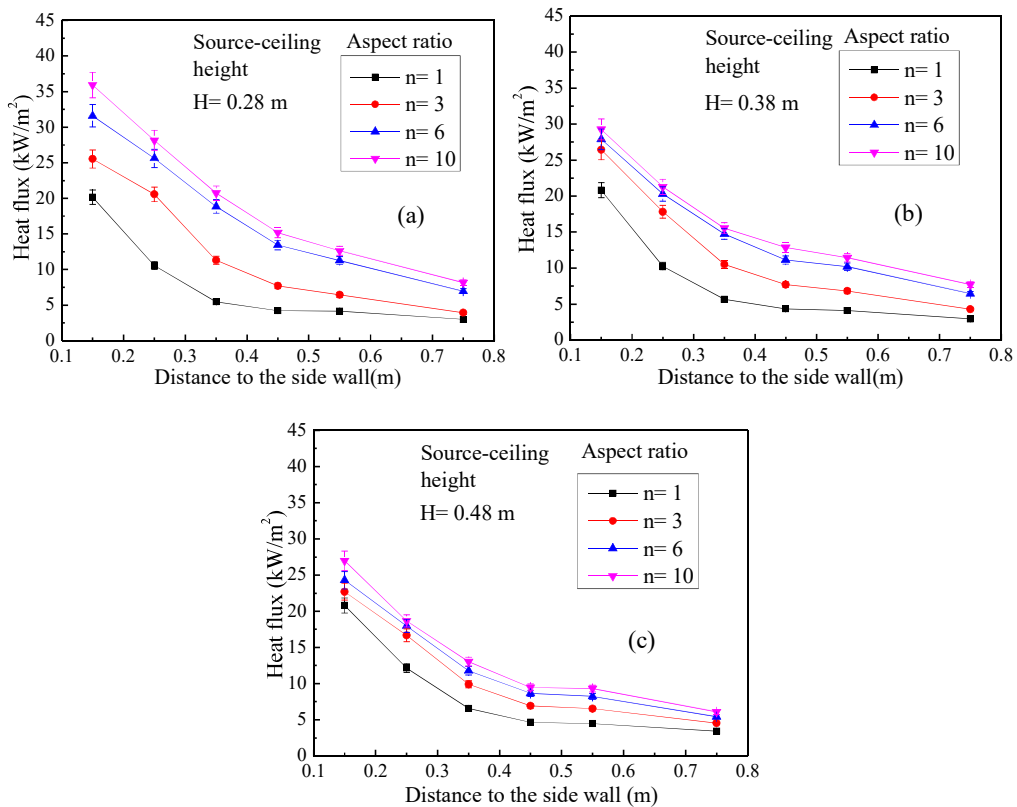 45
40
35
30
25
20
15
10
5
0
Heat flux (kW/m²)
Source-ceiling
height
H= 0.28 m
Aspect ratio
n= 1
n= 3
n= 6
n= 10
(a)
0.1 0.2 0.3 0.4 0.5 0.6 0.7 0.8
Distance to the side wall(m)
45
40
35
30
25
20
15
10
5
0
Heat flux (kW/m²)
Source-ceiling
height
H= 0.38 m
Aspect ratio
n= 1
n= 3
n= 6
n= 10
(b)
0.1 0.2 0.3 0.4 0.5 0.6 0.7 0.8
Distance to the side wall(m)
45
40
35
30
25
20
15
10
5
0
Heat flux (kW/m²)
Source-ceiling
height
H= 0.48 m
Aspect ratio
n= 1
n= 3
n= 6
n= 10
(c)
0.1 0.2 0.3 0.4 0.5 0.6 0.7 0.8
Distance to the side wall (m)